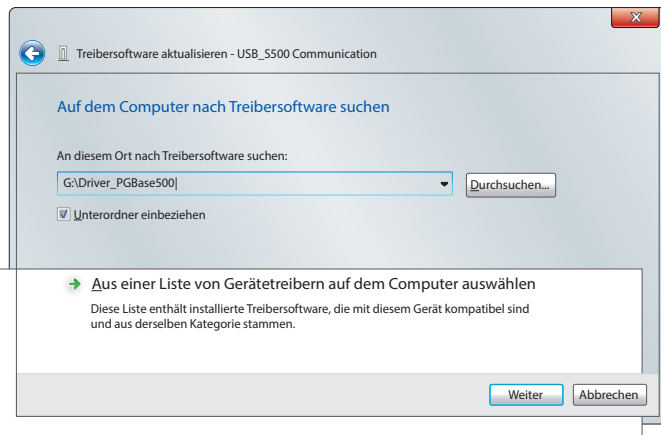 Treibersoftware aktualisieren - USB_S500 Communication
Auf dem Computer nach Treibersoftware suchen
An diesem Ort nach Treibersoftware suchen:
G:\Driver_PGBase500
Durchsuchen...
Unterordner einbeziehen
Aus einer Liste von Gerätetreibern auf dem Computer auswählen
Diese Liste enthält installierte Treibersoftware, die mit diesem Gerät kompatibel sind
und aus derselben Kategorie stammen.
Weiter
Abbrechen